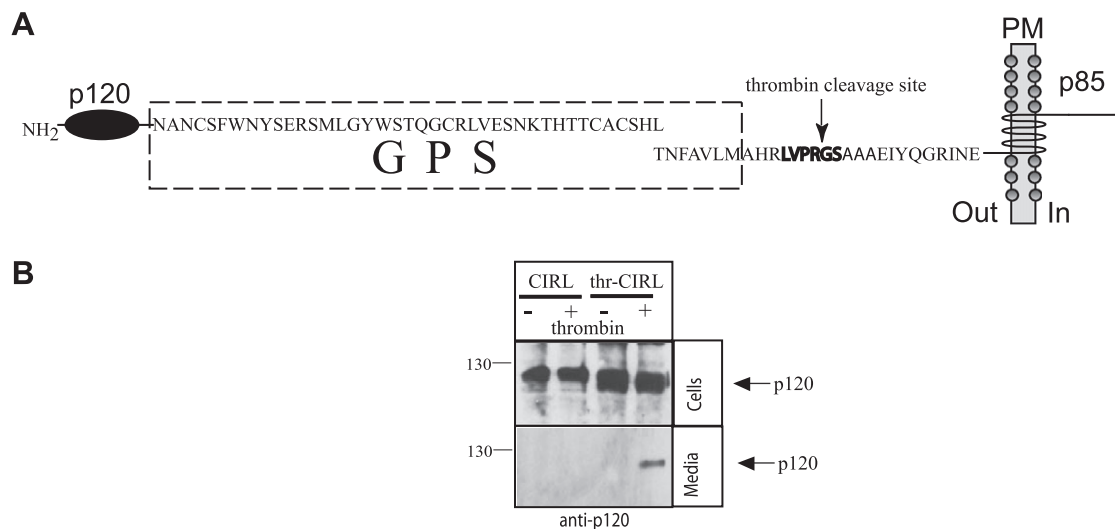 A
PM
p85
p120
thrombin cleavage site
NH2
NANCSFWNYSERSMLGYWSTQGCRLVESNKTHTTCACSHL
G P S
TNFAVLMAHRLVPRGSAAAEIYQGRINE
Out In
B
CIRL thr-CIRL
- + - +
thrombin
130
Cells
p120
130
Media
p120
anti-p120